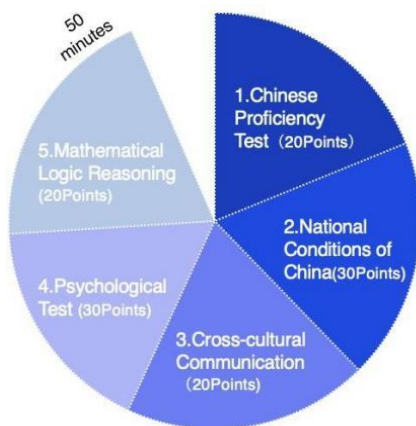 50
minutes
1.Chinese
Proficiency
Test （20Points）
2.National
Conditions of
China(30Points)
3.Cross-cultural
Communication
（20Points）
4.Psychological
Test (30Points)
5.Mathematical
Logic Reasoning
(20Points)